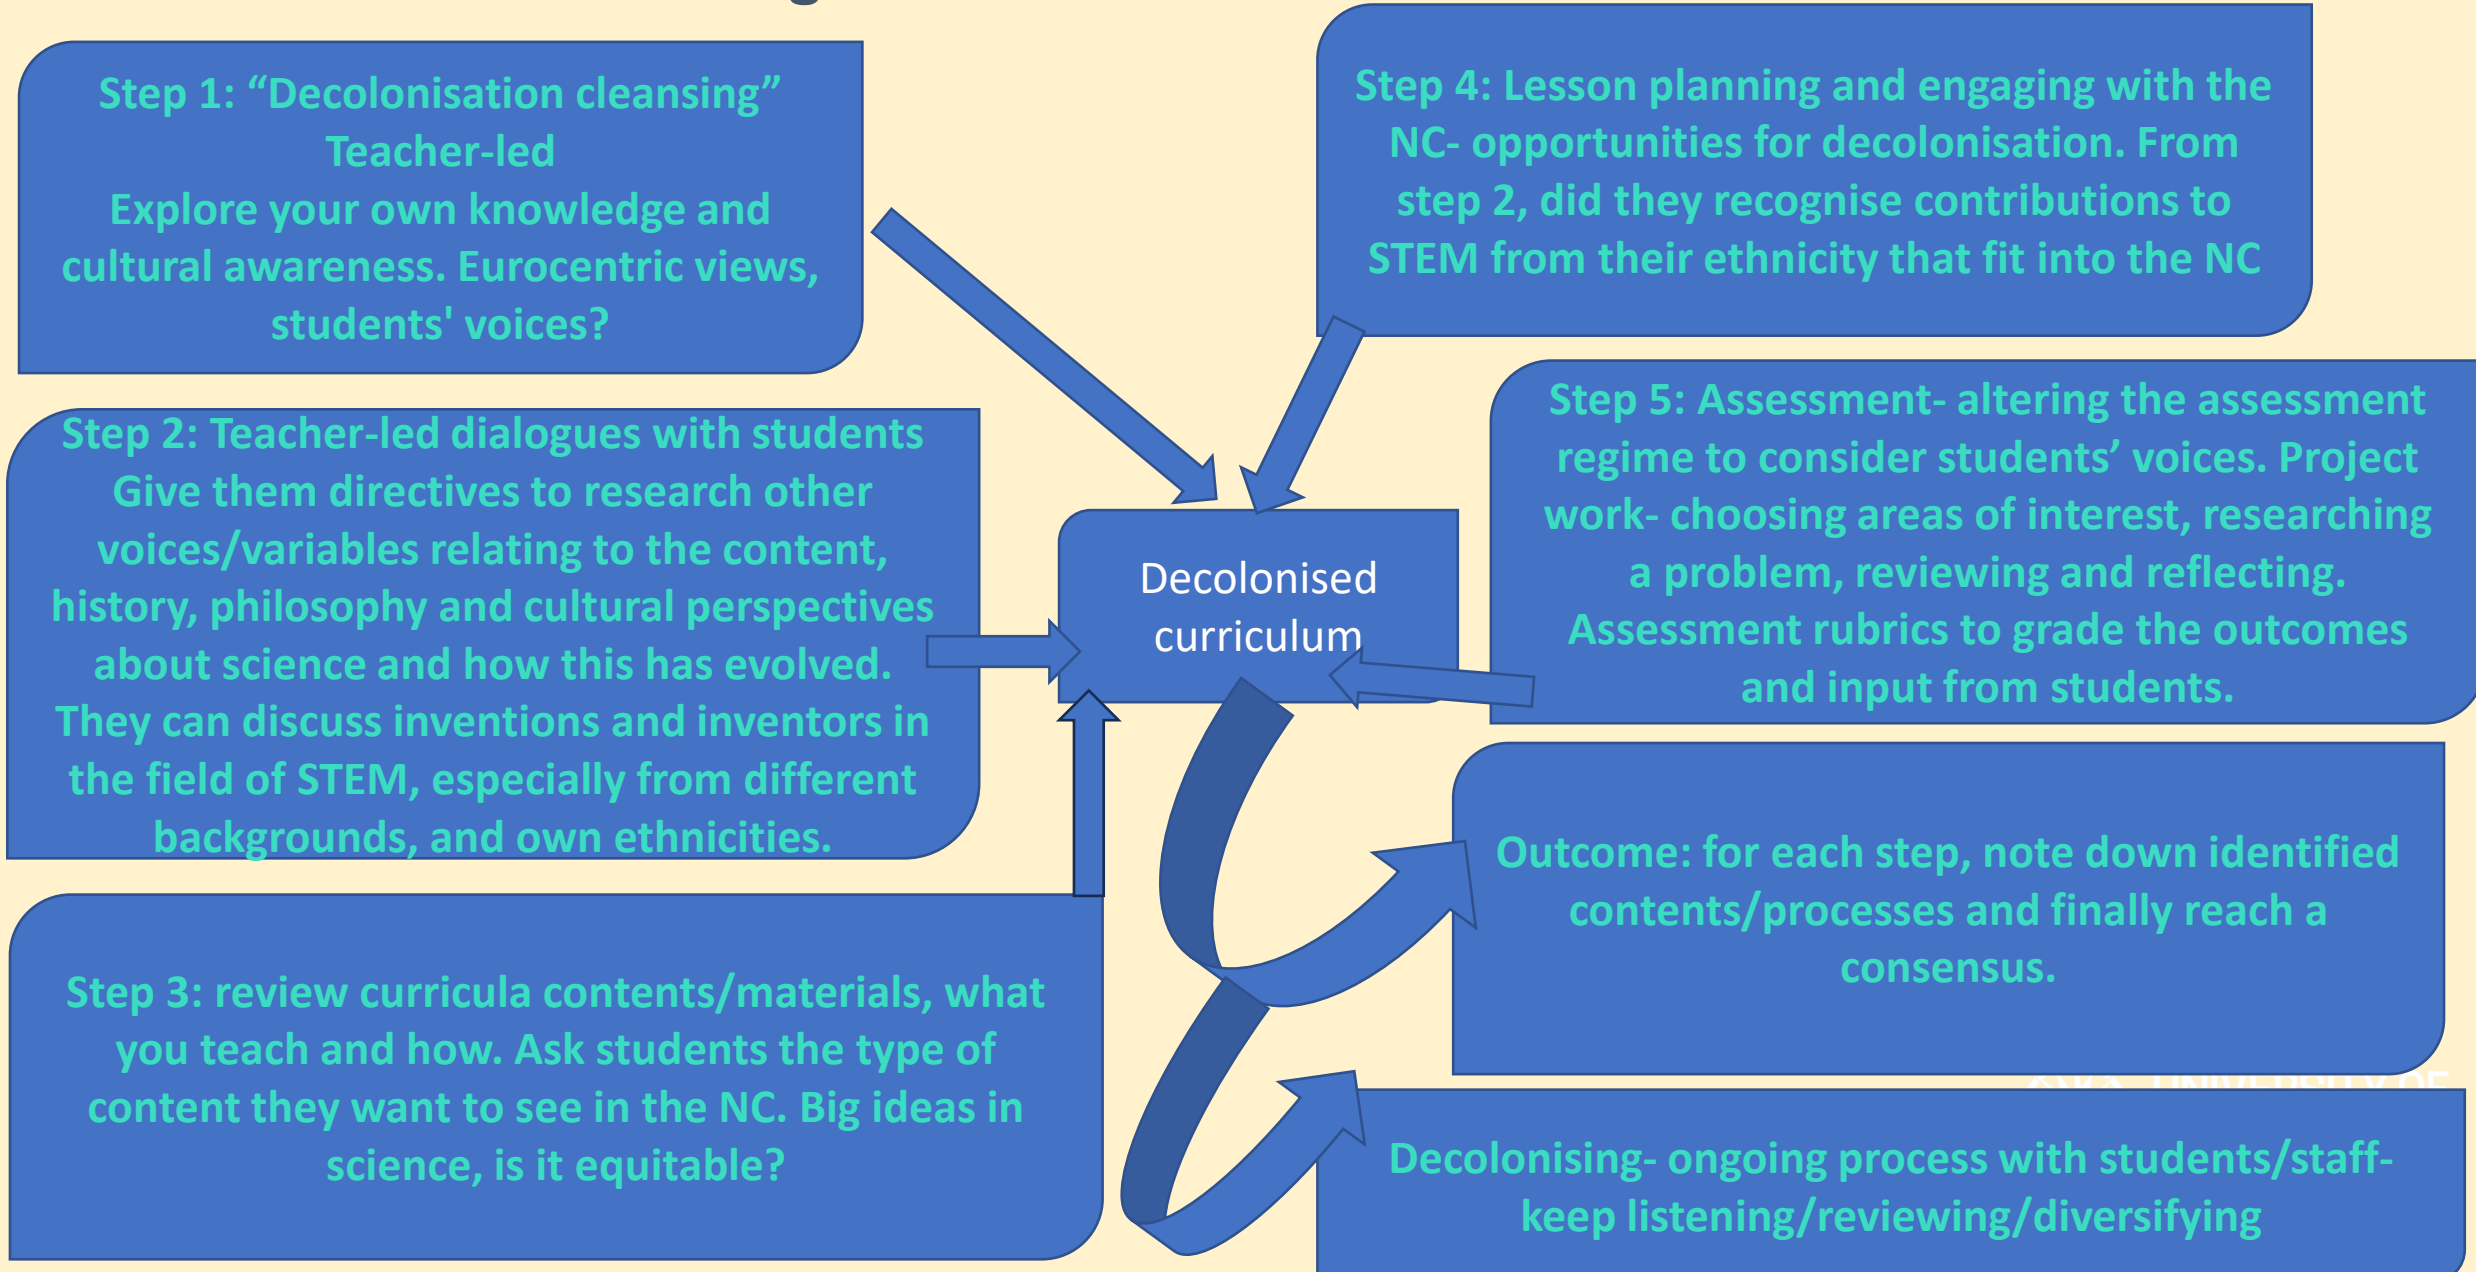 Step 1: “Decolonisation cleansing”
Teacher-led
Explore your own knowledge and
cultural awareness. Eurocentric views,
students' voices?
Step 2: Teacher-led dialogues with students
Give them directives to research other
voices/variables relating to the content,
history, philosophy and cultural perspectives
about science and how this has evolved.
They can discuss inventions and inventors in
the field of STEM, especially from different
backgrounds, and own ethnicities.
Step 3: review curricula contents/materials, what
you teach and how. Ask students the type of
content they want to see in the NC. Big ideas in
science, is it equitable?
Decolonised
curriculum
Step 4: Lesson planning and engaging with the
NC- opportunities for decolonisation. From
step 2, did they recognise contributions to
STEM from their ethnicity that fit into the NC
Step 5: Assessment- altering the assessment
regime to consider students’ voices. Project
work- choosing areas of interest, researching
a problem, reviewing and reflecting.
Assessment rubrics to grade the outcomes
and input from students.
Outcome: for each step, note down identified
contents/processes and finally reach a
consensus.
UNIVERSITY OF
Decolonising- ongoing process with students/staff-
keep listening/reviewing/diversifying